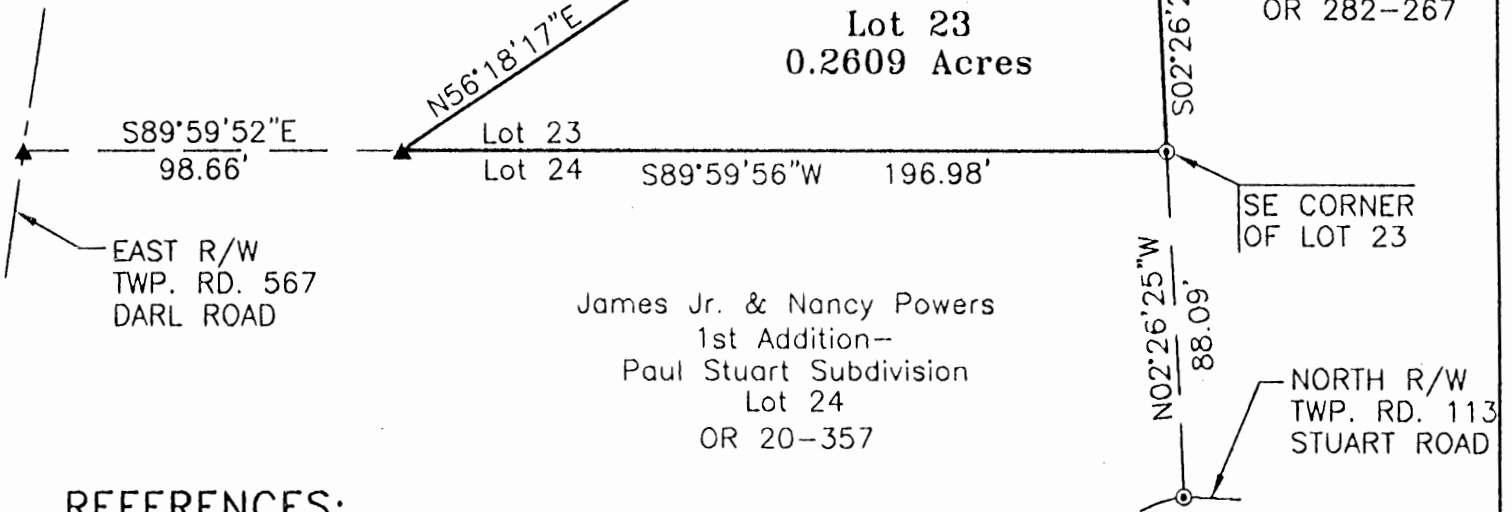 OR 282-267
Lot 23
0.2609 Acres
N56°18'17"E
S02°26'2
S89°59'52"E
98.66'
Lot 23
Lot 24
S89°59'56"W 196.98'
SE CORNER
OF LOT 23
EAST R/W
TWP. RD. 567
DARL ROAD
N02°26'25"W
88.09'
James Jr. & Nancy Powers
1st Addition-
Paul Stuart Subdivision
Lot 24
OR 20-357
NORTH R/W
TWP. RD. 113
STUART ROAD
REFERENCES: